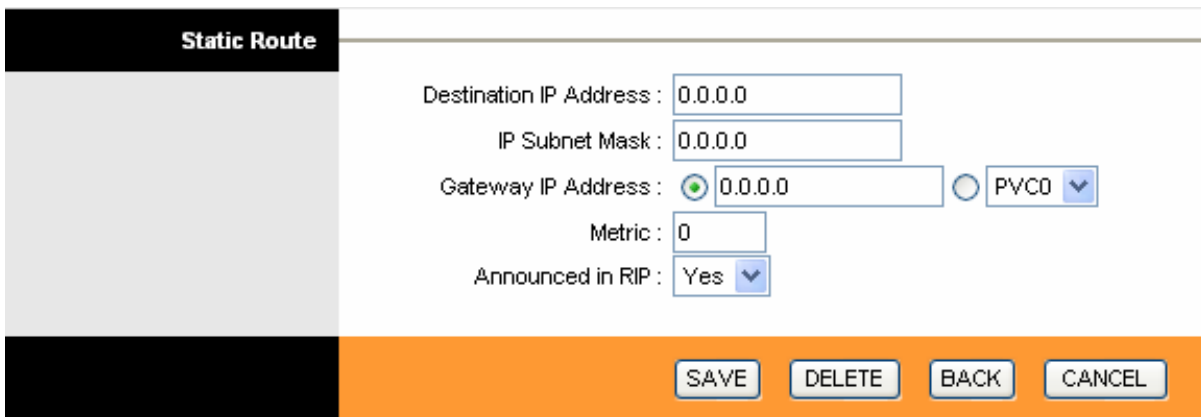 Static Route
Destination IP Address : 0.0.0.0
IP Subnet Mask : 0.0.0.0
Gateway IP Address : 0.0.0.0 PVC0
Metric : 0
Announced in RIP : Yes
SAVE DELETE BACK CANCEL